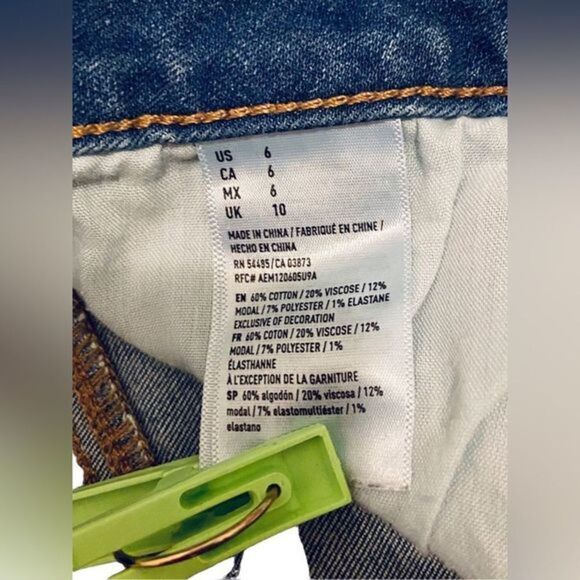 US 6
CA 6
MX 6
UK 10
MADE IN CHINA / FABRIQUÉ EN CHINE /
HECHO EN CHINA
RN 54485/CA 03873
RFC# AEM120605U9A
EN 60% COTTON / 20% VISCOSE / 12%
MODAL / 7% POLYESTER / 1% ELASTANE
EXCLUSIVE OF DECORATION
FR 60% COTON / 20% VISCOSE / 12%
MODAL / 7% POLYESTER / 1%
ÉLASTHANNE
À L'EXCEPTION DE LA GARNITURE
SP 60% algodón / 20% viscosa / 12%
modal / 7% elastomultiéster / 1%
elastano